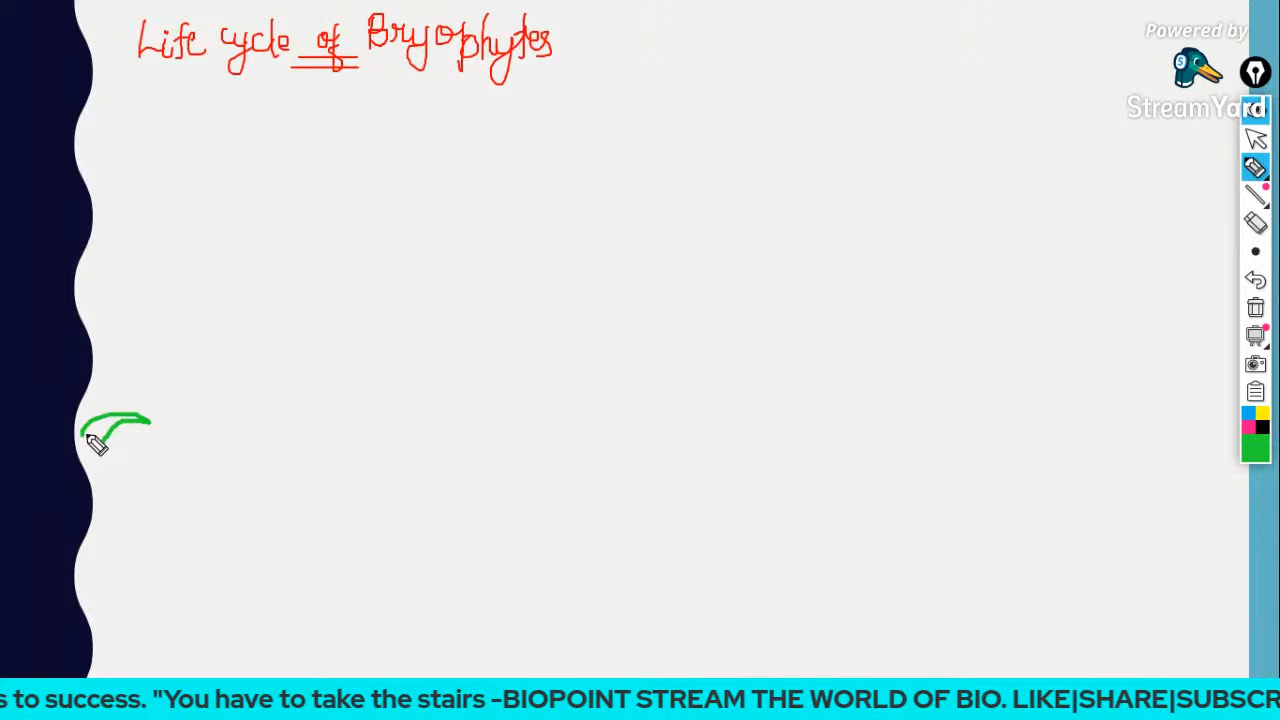 Life cycle of Bryophytes
Powered by
StreamYard
s to success. "You have to take the stairs -BIOPOINT STREAM THE WORLD OF BIO. LIKE|SHARE|SUBSCR